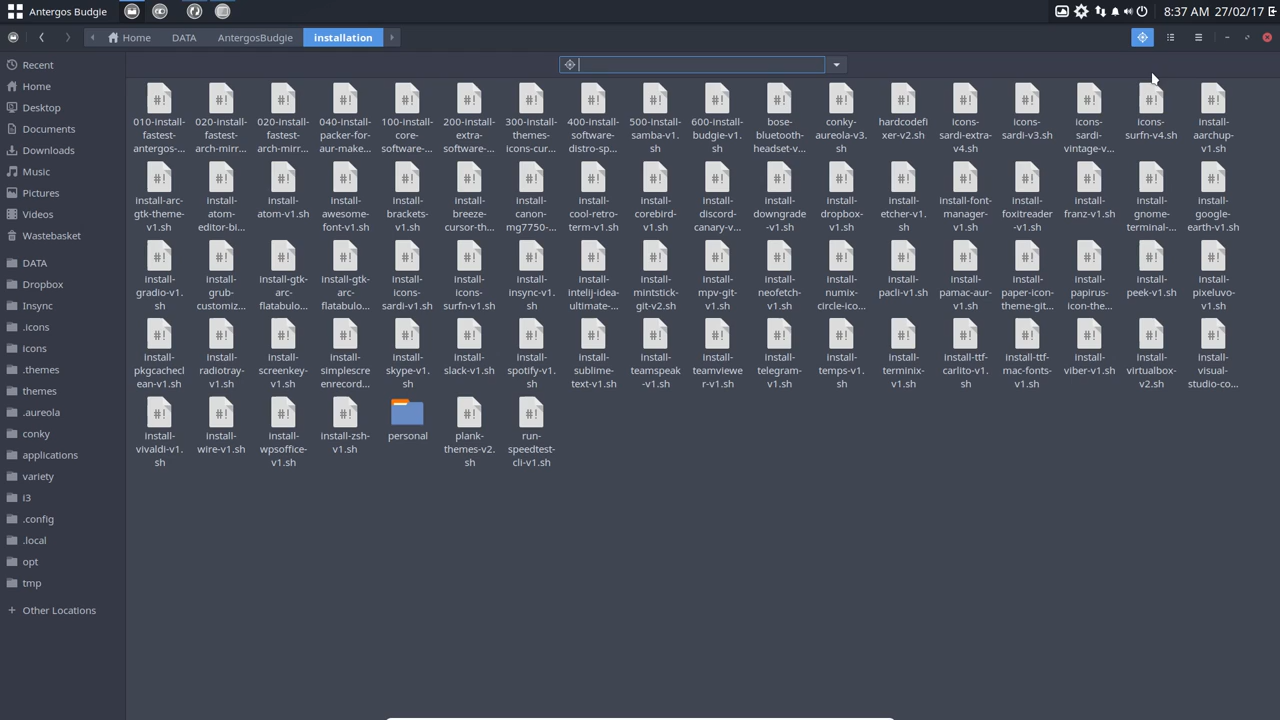 Antergos Budgie
8:37 AM 27/02/17
Home DATA AntergosBudgie installation
Recent
Home
Desktop
Documents
Downloads
Music
Pictures
Videos
Wastebasket
DATA
Dropbox
Insync
.icons
icons
.themes
themes
.aureola
conky
applications
variety
i3
.config
.local
opt
tmp
+ Other Locations
010-install-
fastest-
antergos-...
020-install-
fastest-
arch-mirr...
020-install-
fastest-
arch-mirr...
040-install-
packer-for-
aur-make...
100-install-
core-
software-...
200-install-
extra-
software-...
300-install-
themes-
icons-cur...
400-install-
software-
distro-sp...
500-install-
samba-v1.
sh
600-install-
budgie-v1.
sh
bose-
bluetooth-
headset-v...
conky-
aureola-v3.
sh
hardcodefi
xer-v2.sh
icons-
sardi-extra-
v4.sh
icons-
sardi-v3.sh
icons-
sardi-
vintage-v...
icons-
surfn-v4.sh
install-
aarchup-
v1.sh
install-arc-
gtk-theme-
v1.sh
install-
atom-
editor-bi...
install-
atom-v1.sh
install-
awesome-
font-v1.sh
install-
brackets-
v1.sh
install-
breeze-
cursor-th...
install-
canon-
mg7750-...
install-
cool-retro-
term-v1.sh
install-
corebird-
v1.sh
install-
discord-
canary-v...
install-
downgrade
-v1.sh
install-
dropbox-
v1.sh
install-
etcher-v1.
sh
install-font-
manager-
v1.sh
install-
foxitreader
-v1.sh
install-
franz-v1.sh
install-
gnome-
terminal-...
install-
google-
earth-v1.sh
install-
gradio-v1.
sh
install-
grub-
customiz...
install-gtk-
arc-
flatabulo...
install-gtk-
arc-
flatabulo...
install-
icons-
sardi-v1.sh
install-
icons-
surfn-v1.sh
install-
insync-v1.
sh
install-
intelij-idea-
ultimate-...
install-
mintstick-
git-v2.sh
install-
mpv-git-
v1.sh
install-
neofetch-
v1.sh
install-
numix-
circle-ico...
install-
pacli-v1.sh
install-
pamac-aur-
v1.sh
install-
paper-icon-
theme-git...
install-
papirus-
icon-the...
install-
peek-v1.sh
install-
pixeluvo-
v1.sh
install-
pkgcachecl
ean-v1.sh
install-
radiotray-
v1.sh
install-
screenkey-
v1.sh
install-
simplescre
enrecord...
install-
skype-v1.
sh
install-
slack-v1.sh
install-
spotify-v1.
sh
install-
sublime-
text-v1.sh
install-
teamspeak
-v1.sh
install-
teamviewe
r-v1.sh
install-
telegram-
v1.sh
install-
temps-v1.
sh
install-
terminix-
v1.sh
install-ttf-
carlito-v1.
sh
install-ttf-
mac-fonts-
v1.sh
install-
viber-v1.sh
install-
virtualbox-
v2.sh
install-
visual-
studio-co...
install-
vivaldi-v1.
sh
install-
wire-v1.sh
install-
wpsoffice-
v1.sh
install-zsh-
v1.sh
personal
plank-
themes-v2.
sh
run-
speedtest-
cli-v1.sh